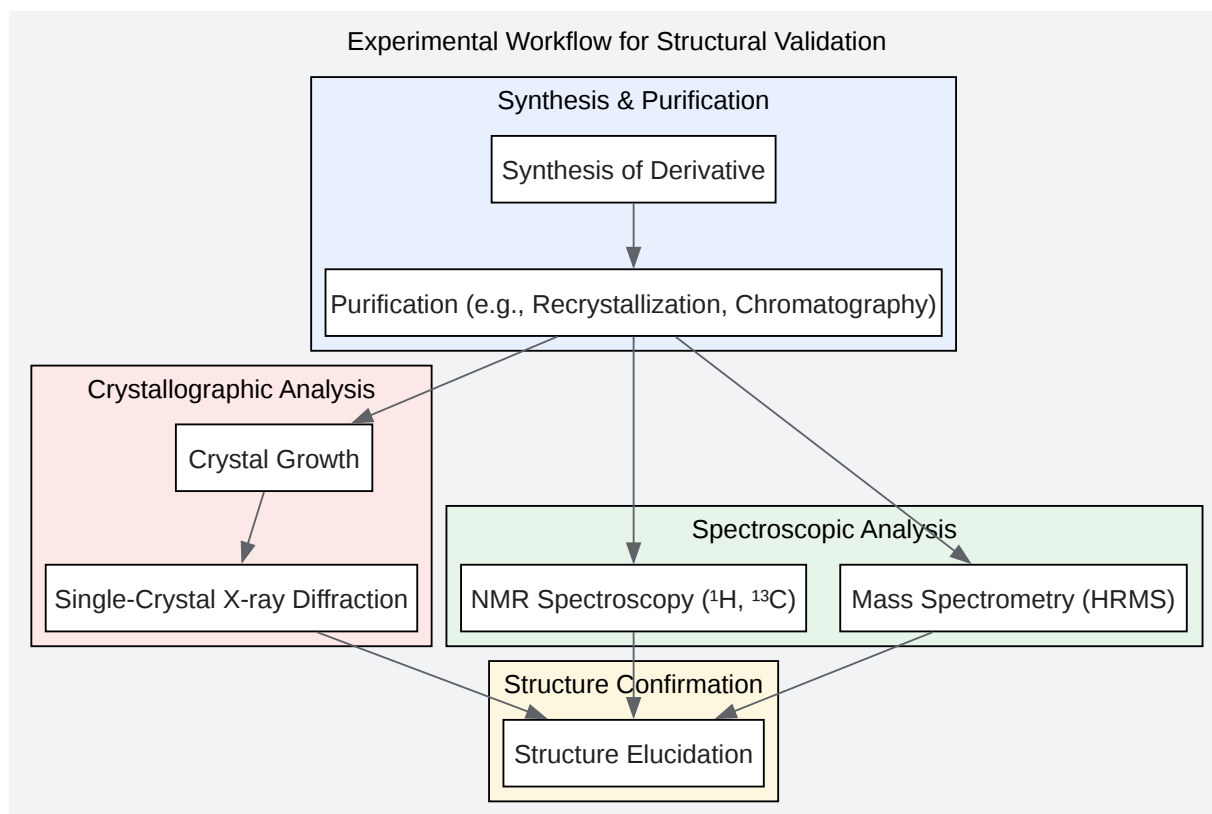 Experimental Workflow for Structural Validation
Synthesis & Purification
Synthesis of Derivative
Purification (e.g., Recrystallization, Chromatography)
Crystallographic Analysis
Crystal Growth
Single-Crystal X-ray Diffraction
Spectroscopic Analysis
NMR Spectroscopy (¹H, ¹³C)
Mass Spectrometry (HRMS)
Structure Confirmation
Structure Elucidation